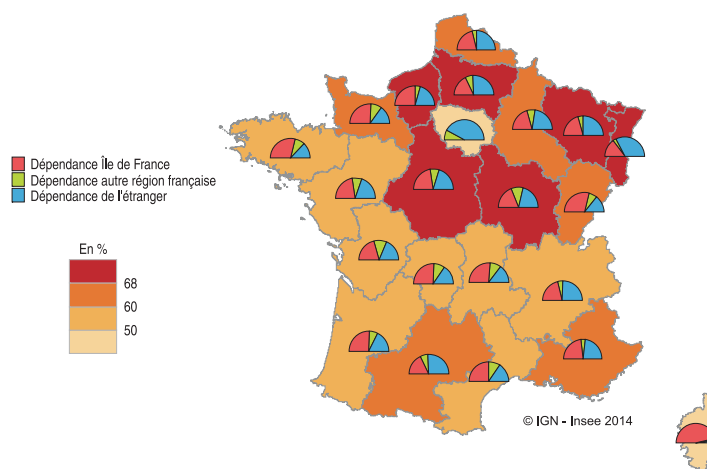 Dépendance Île de France
Dépendance autre région française
Dépendance de l'étranger
En %
68
60
50
© IGN - Insee 2014